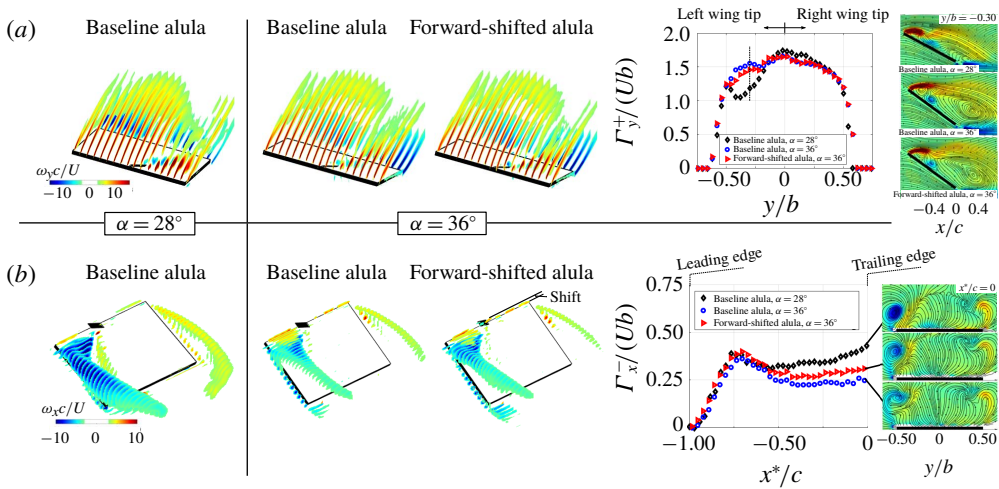 (a)
Baseline alula
Baseline alula
Forward-shifted alula
ω_y c/U
−10 0 10
α = 28°
α = 36°
Left wing tip
Right wing tip
2.0
1.5
1.0
0.5
0
Γ_y^+/(Ub)
Baseline alula, α = 28°
Baseline alula, α = 36°
Forward-shifted alula, α = 36°
−0.50 0 0.50
y/b
y/b = −0.30
Baseline alula, α = 28°
Baseline alula, α = 36°
Forward-shifted alula, α = 36°
−0.4 0 0.4
x/c
(b)
Baseline alula
Baseline alula
Forward-shifted alula
Shift
ω_x c/U
−10 0 10
Leading edge
Trailing edge
0.75
0.50
0.25
0
Γ_x^−/(Ub)
Baseline alula, α = 28°
Baseline alula, α = 36°
Forward-shifted alula, α = 36°
−1.00 −0.50 0
x*/c
x*/c = 0
−0.50 0 0.50
y/b